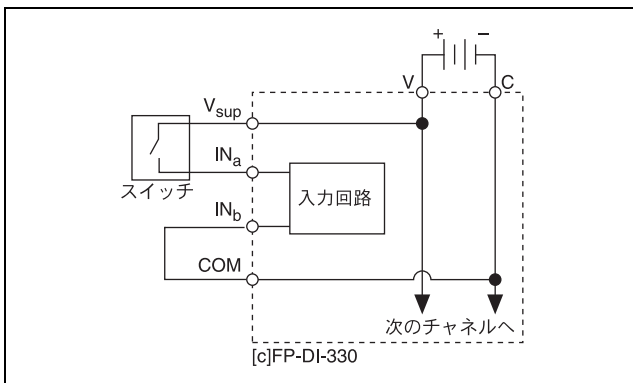 + −
V C
Vsup
INa
スイッチ
入力回路
INb
COM
次のチャネルへ
[c]FP-DI-330